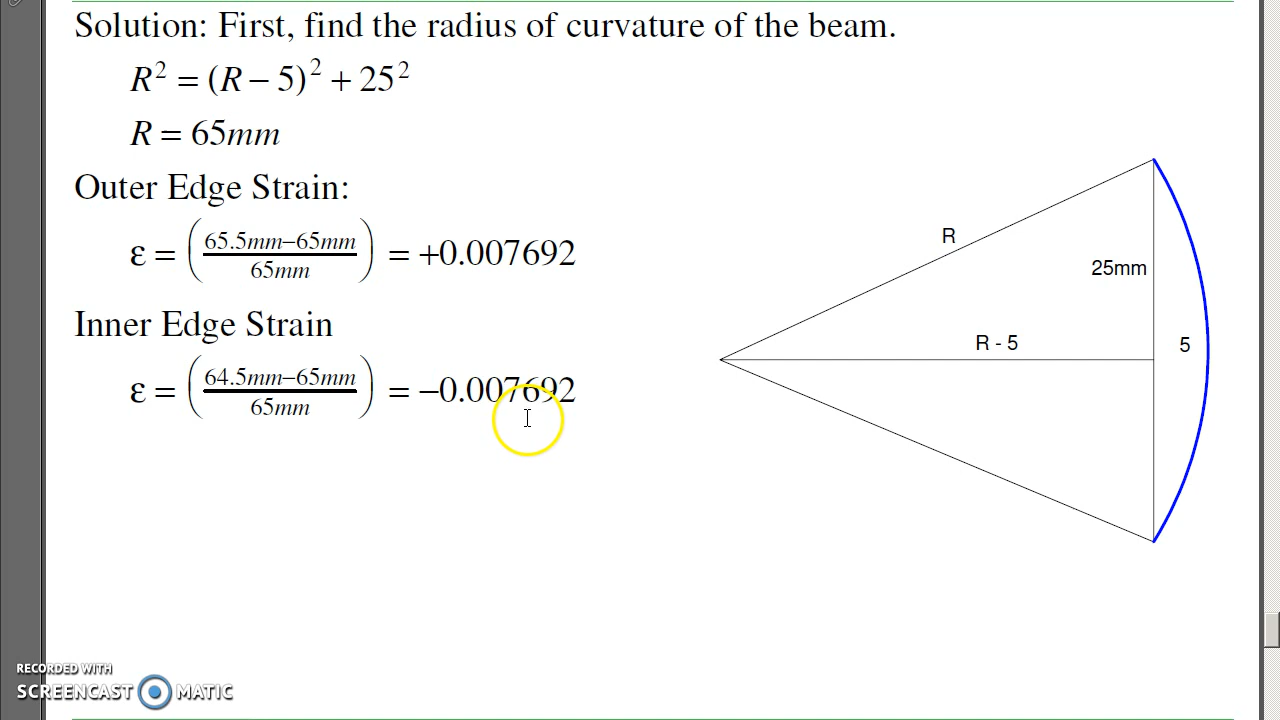 Solution: First, find the radius of curvature of the beam.
R² = (R − 5)² + 25²
R = 65mm
Outer Edge Strain:
ε = (65.5mm−65mm / 65mm) = +0.007692
Inner Edge Strain
ε = (64.5mm−65mm / 65mm) = −0.007692
R
25mm
R - 5
5
RECORDED WITH
SCREENCAST MATIC